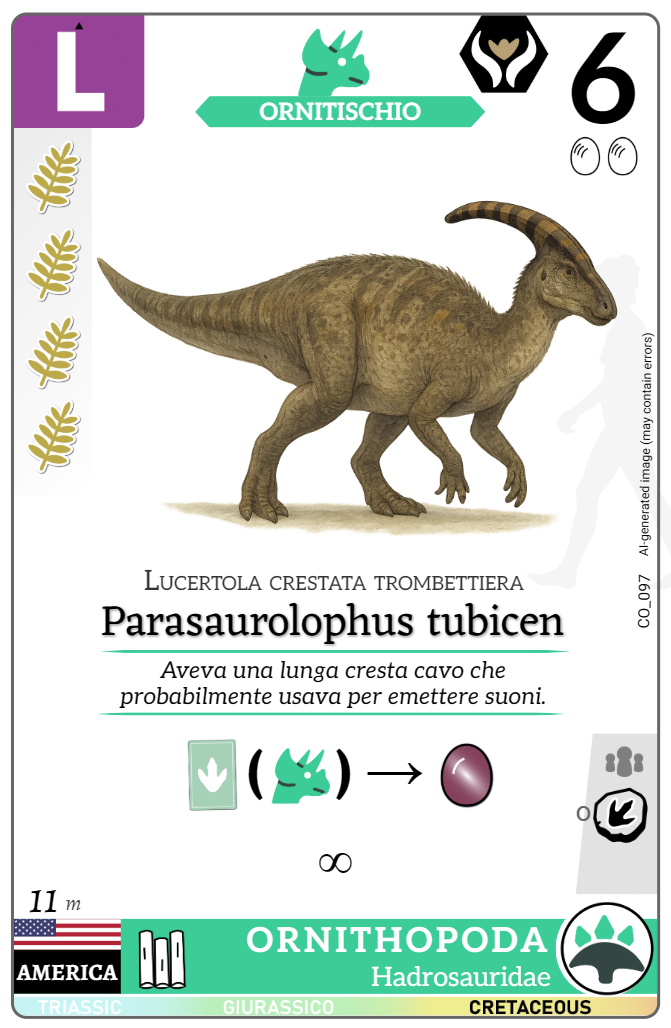 L
ORNITISCHIO
6
AI-generated image (may contain errors)
CO_097
Lucertola crestata trombettiera
Parasaurolophus tubicen
Aveva una lunga cresta cavo che
probabilmente usava per emettere suoni.
( ) →
∞
O
11 m
AMERICA
ORNITHOPODA
Hadrosauridae
TRIASSIC
GIURASSICO
CRETACEOUS